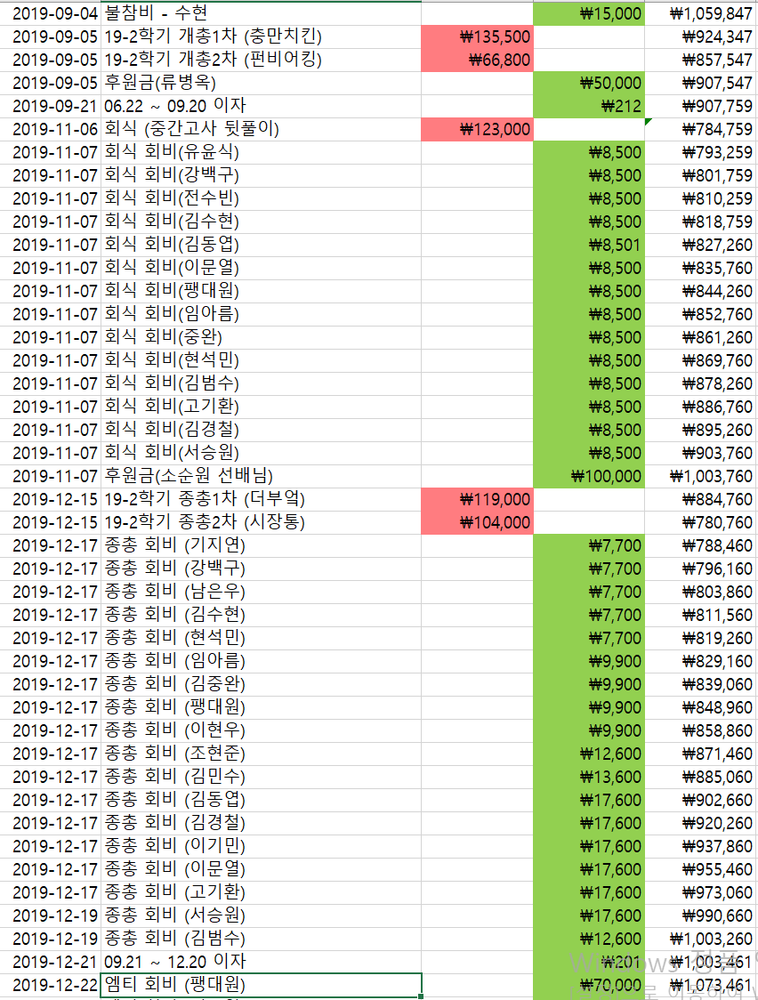 2019-09-04 불참비 - 수현 ₩15,000 ₩1,059,847
2019-09-05 19-2학기 개총1차 (충만치킨) ₩135,500 ₩924,347
2019-09-05 19-2학기 개총2차 (펀비어킹) ₩66,800 ₩857,547
2019-09-05 후원금(류병옥) ₩50,000 ₩907,547
2019-09-21 06.22 ~ 09.20 이자 ₩212 ₩907,759
2019-11-06 회식 (중간고사 뒷풀이) ₩123,000 ₩784,759
2019-11-07 회식 회비(유윤식) ₩8,500 ₩793,259
2019-11-07 회식 회비(강백구) ₩8,500 ₩801,759
2019-11-07 회식 회비(전수빈) ₩8,500 ₩810,259
2019-11-07 회식 회비(김수현) ₩8,500 ₩818,759
2019-11-07 회식 회비(김동엽) ₩8,501 ₩827,260
2019-11-07 회식 회비(이문열) ₩8,500 ₩835,760
2019-11-07 회식 회비(팽대원) ₩8,500 ₩844,260
2019-11-07 회식 회비(임아름) ₩8,500 ₩852,760
2019-11-07 회식 회비(중완) ₩8,500 ₩861,260
2019-11-07 회식 회비(현석민) ₩8,500 ₩869,760
2019-11-07 회식 회비(김범수) ₩8,500 ₩878,260
2019-11-07 회식 회비(고기환) ₩8,500 ₩886,760
2019-11-07 회식 회비(김경철) ₩8,500 ₩895,260
2019-11-07 회식 회비(서승원) ₩8,500 ₩903,760
2019-11-07 후원금(소순원 선배님) ₩100,000 ₩1,003,760
2019-12-15 19-2학기 종총1차 (더부엌) ₩119,000 ₩884,760
2019-12-15 19-2학기 종총2차 (시장통) ₩104,000 ₩780,760
2019-12-17 종총 회비 (기지연) ₩7,700 ₩788,460
2019-12-17 종총 회비 (강백구) ₩7,700 ₩796,160
2019-12-17 종총 회비 (남은우) ₩7,700 ₩803,860
2019-12-17 종총 회비 (김수현) ₩7,700 ₩811,560
2019-12-17 종총 회비 (현석민) ₩7,700 ₩819,260
2019-12-17 종총 회비 (임아름) ₩9,900 ₩829,160
2019-12-17 종총 회비 (김중완) ₩9,900 ₩839,060
2019-12-17 종총 회비 (팽대원) ₩9,900 ₩848,960
2019-12-17 종총 회비 (이현우) ₩9,900 ₩858,860
2019-12-17 종총 회비 (조현준) ₩12,600 ₩871,460
2019-12-17 종총 회비 (김민수) ₩13,600 ₩885,060
2019-12-17 종총 회비 (김동엽) ₩17,600 ₩902,660
2019-12-17 종총 회비 (김경철) ₩17,600 ₩920,260
2019-12-17 종총 회비 (이기민) ₩17,600 ₩937,860
2019-12-17 종총 회비 (이문열) ₩17,600 ₩955,460
2019-12-17 종총 회비 (고기환) ₩17,600 ₩973,060
2019-12-19 종총 회비 (서승원) ₩17,600 ₩990,660
2019-12-19 종총 회비 (김범수) ₩12,600 ₩1,003,260
2019-12-21 09.21 ~ 12.20 이자 ₩201 ₩1,003,461
Windows 정품
2019-12-22 엠티 회비 (팽대원) ₩70,000 ₩1,073,461